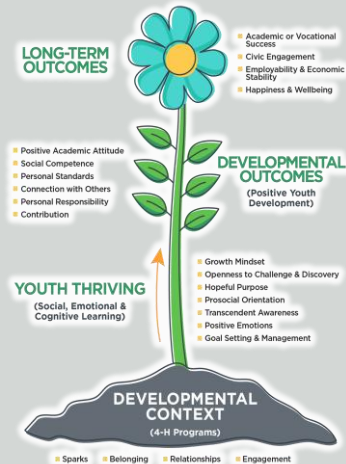 LONG-TERM
OUTCOMES
Academic or Vocational
Success
Civic Engagement
Employability & Economic
Stability
Happiness & Wellbeing
Positive Academic Attitude
Social Competence
Personal Standards
Connection with Others
Personal Responsibility
Contribution
DEVELOPMENTAL
OUTCOMES
(Positive Youth
Development)
YOUTH THRIVING
(Social, Emotional &
Cognitive Learning)
Growth Mindset
Openness to Challenge & Discovery
Hopeful Purpose
Prosocial Orientation
Transcendent Awareness
Positive Emotions
Goal Setting & Management
DEVELOPMENTAL
CONTEXT
(4-H Programs)
Sparks Belonging Relationships Engagement